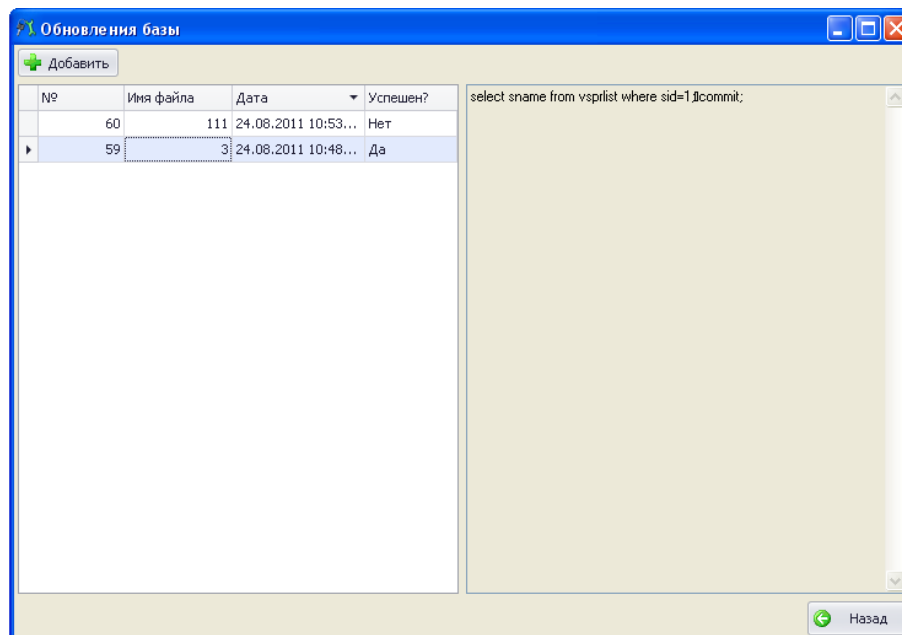 Обновления базы
Добавить
№ Имя файла Дата Успешен?
60 111 24.08.2011 10:53... Нет
59 3 24.08.2011 10:48... Да
select sname from vsprlist where sid=1;▯commit;
Назад